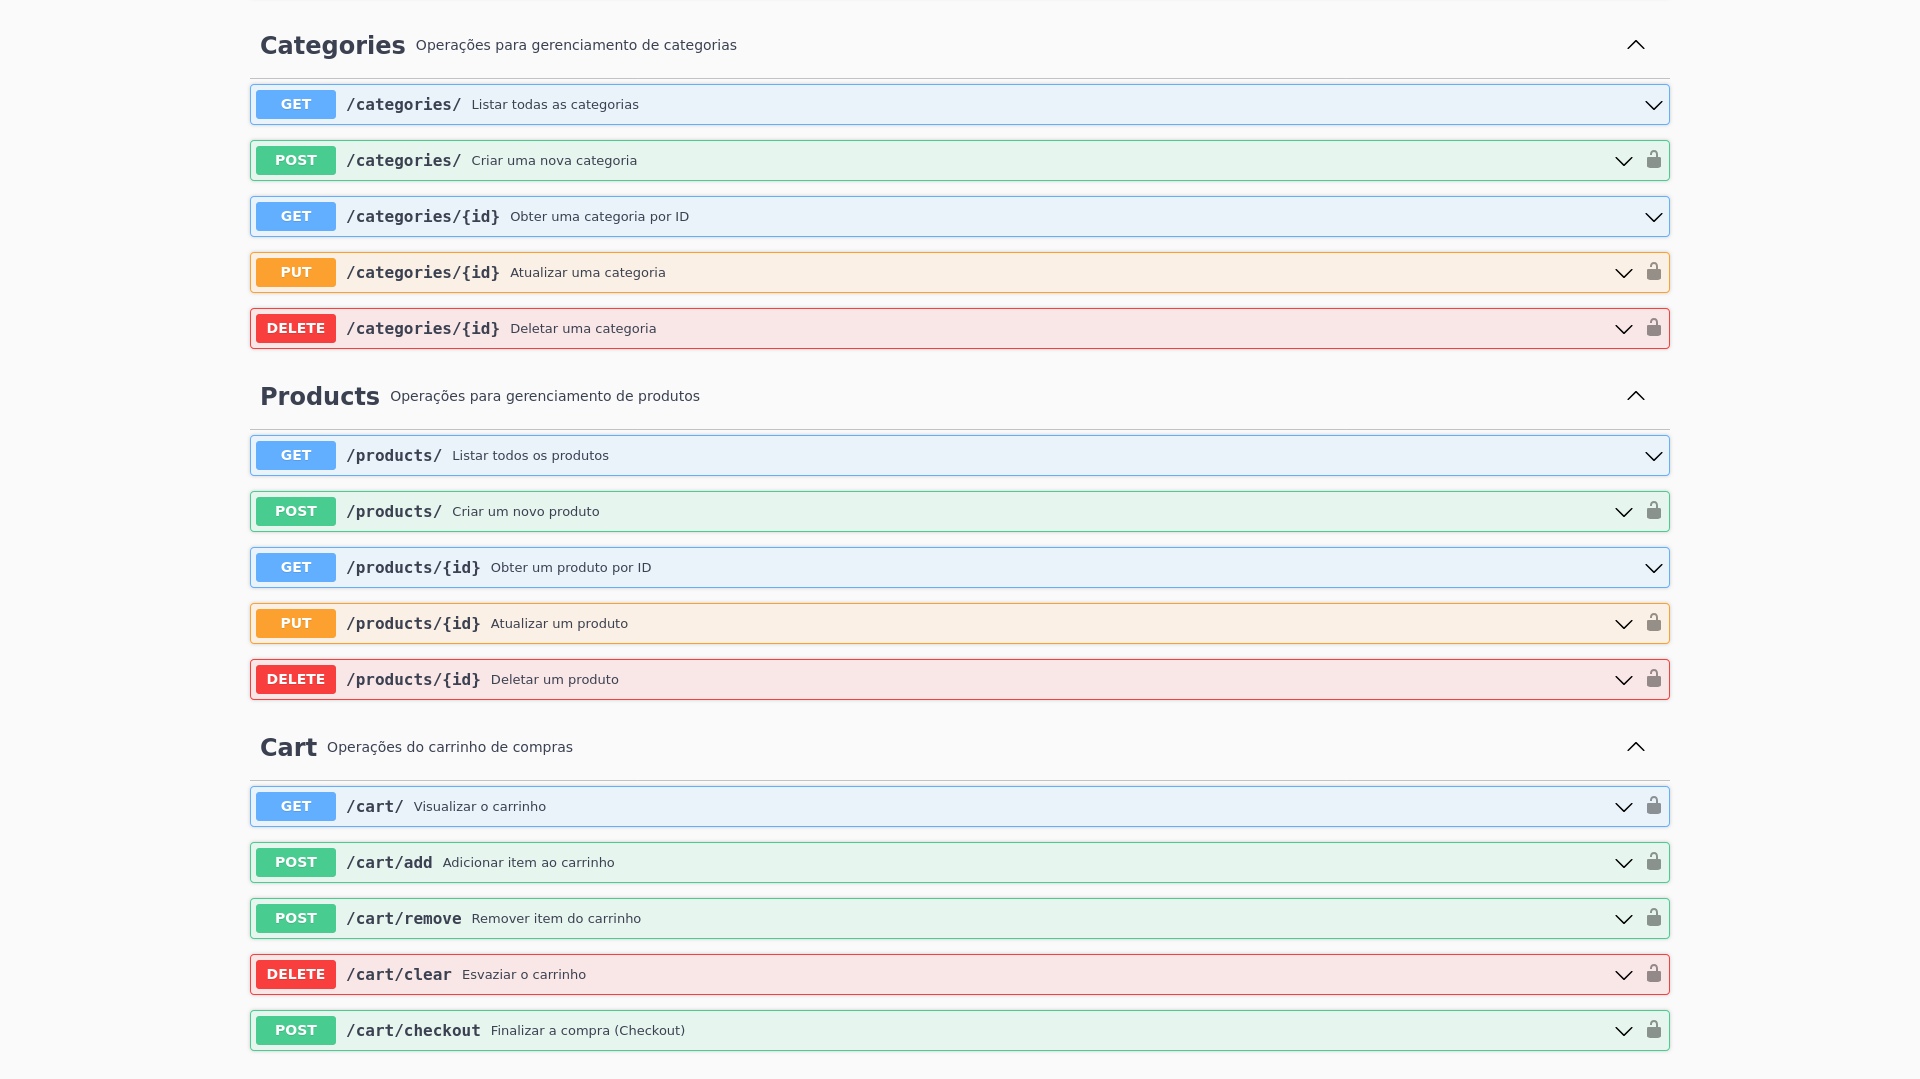 Categories Operações para gerenciamento de categorias
GET /categories/ Listar todas as categorias
POST /categories/ Criar uma nova categoria
GET /categories/{id} Obter uma categoria por ID
PUT /categories/{id} Atualizar uma categoria
DELETE /categories/{id} Deletar uma categoria
Products Operações para gerenciamento de produtos
GET /products/ Listar todos os produtos
POST /products/ Criar um novo produto
GET /products/{id} Obter um produto por ID
PUT /products/{id} Atualizar um produto
DELETE /products/{id} Deletar um produto
Cart Operações do carrinho de compras
GET /cart/ Visualizar o carrinho
POST /cart/add Adicionar item ao carrinho
POST /cart/remove Remover item do carrinho
DELETE /cart/clear Esvaziar o carrinho
POST /cart/checkout Finalizar a compra (Checkout)